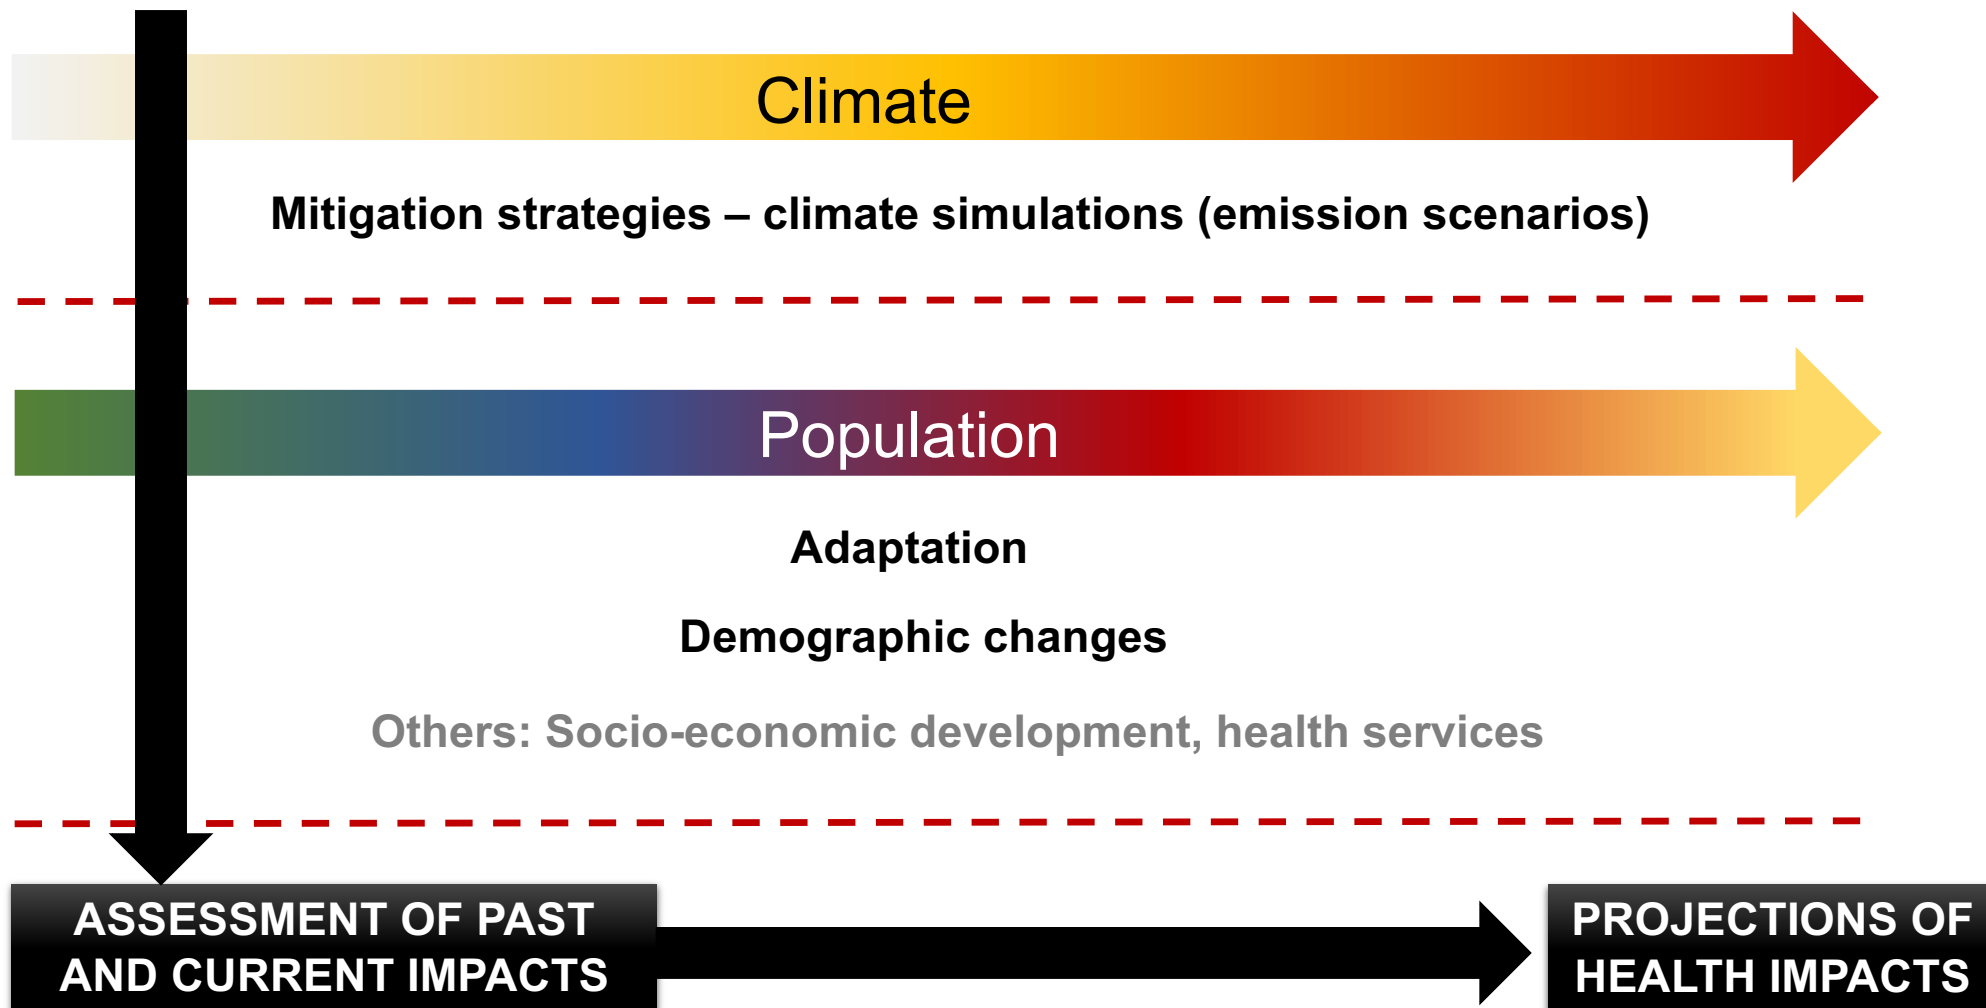 Climate
Mitigation strategies – climate simulations (emission scenarios)
Population
Adaptation
Demographic changes
Others: Socio-economic development, health services
ASSESSMENT OF PAST
AND CURRENT IMPACTS
PROJECTIONS OF
HEALTH IMPACTS